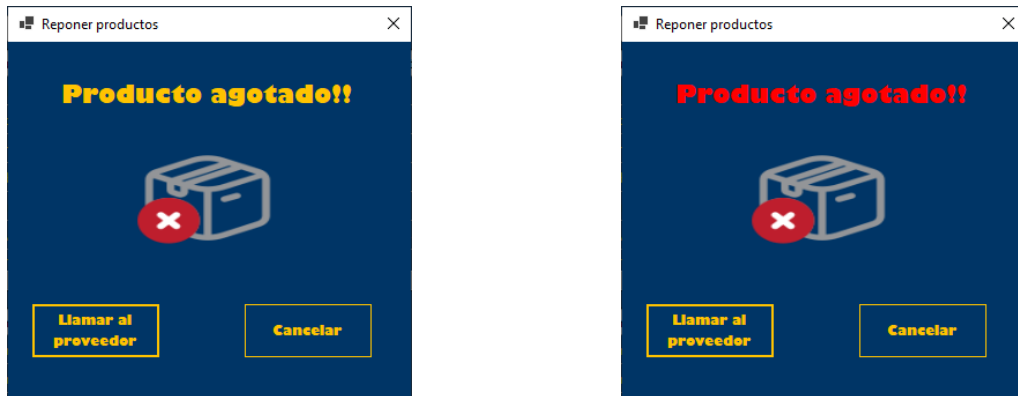 Reponer productos
Producto agotado!!
Llamar al
proveedor
Cancelar
Reponer productos
Producto agotado!!
Llamar al
proveedor
Cancelar